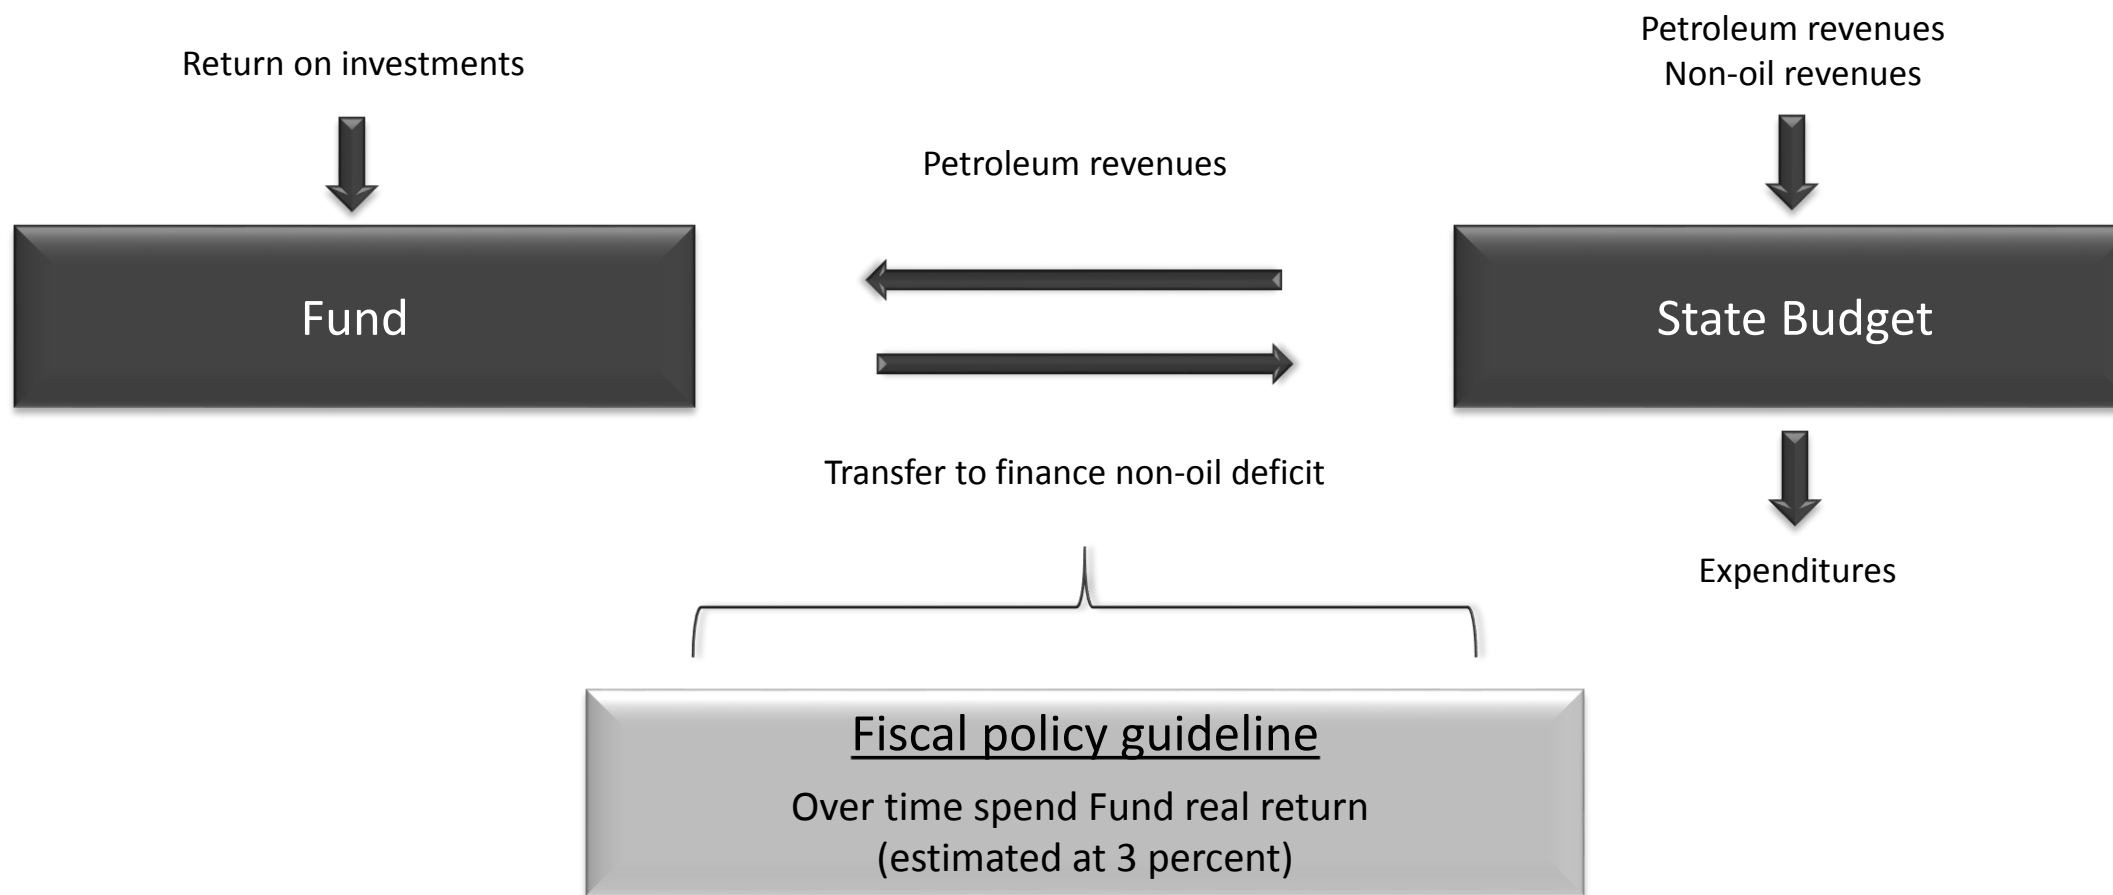 Return on investments
Petroleum revenues
Non-oil revenues
Petroleum revenues
Fund
State Budget
Transfer to finance non-oil deficit
Expenditures
Fiscal policy guideline
Over time spend Fund real return
(estimated at 3 percent)